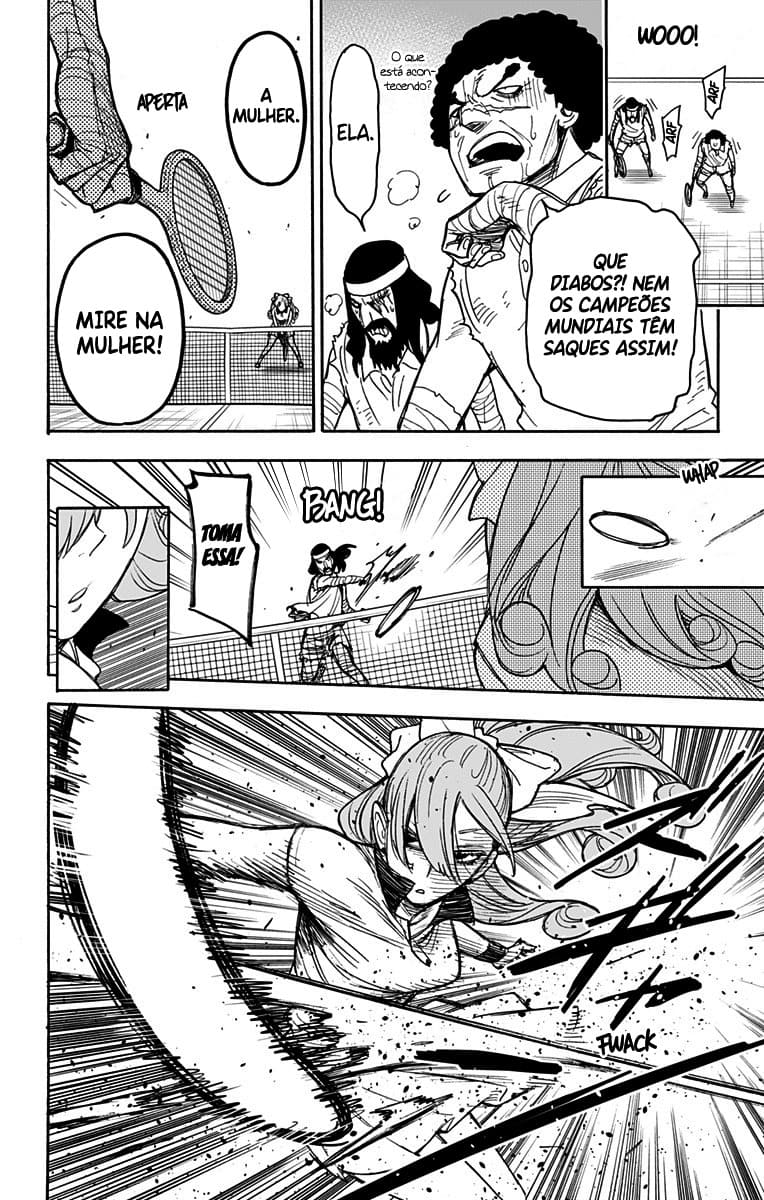 WOOO!
ARF
ARF
O que
está acon-
tecendo?
QUE
DIABOS?! NEM
OS CAMPEÕES
MUNDIAIS TÊM
SAQUES ASSIM!
ELA.
A
MULHER.
APERTA
MIRE NA
MULHER!
WHAP
BANG!
TOMA
ESSA!
FWACK